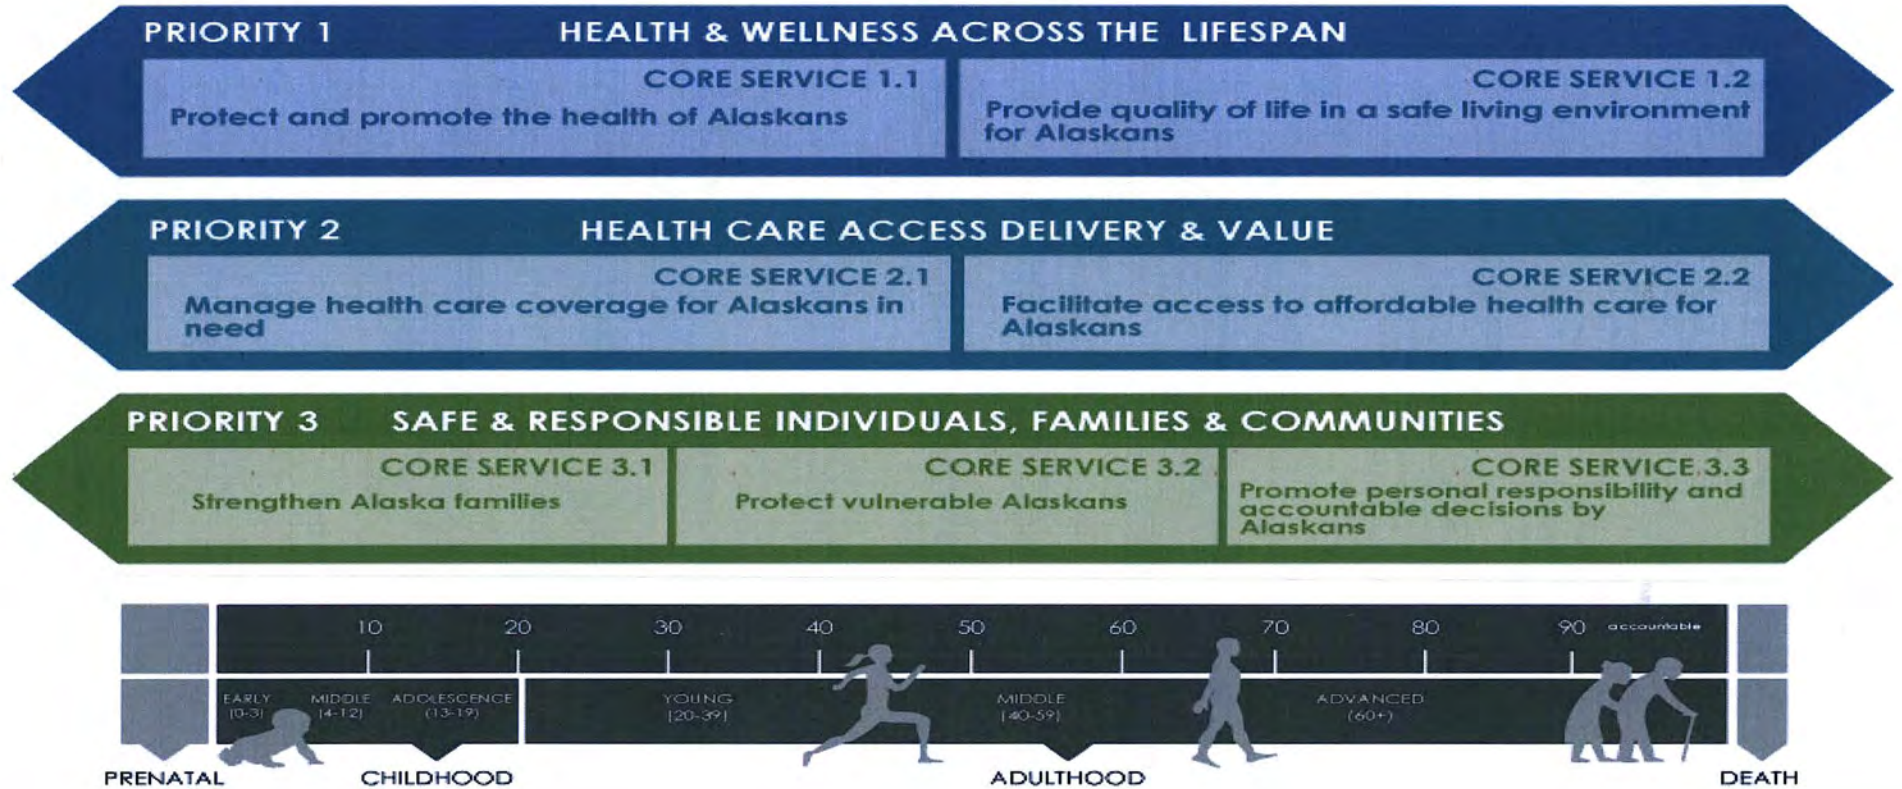 PRIORITY 1 HEALTH & WELLNESS ACROSS THE LIFESPAN
CORE SERVICE 1.1
Protect and promote the health of Alaskans
CORE SERVICE 1.2
Provide quality of life in a safe living environment
for Alaskans
PRIORITY 2 HEALTH CARE ACCESS DELIVERY & VALUE
CORE SERVICE 2.1
Manage health care coverage for Alaskans in
need
CORE SERVICE 2.2
Facilitate access to affordable health care for
Alaskans
PRIORITY 3 SAFE & RESPONSIBLE INDIVIDUALS, FAMILIES & COMMUNITIES
CORE SERVICE 3.1
Strengthen Alaska families
CORE SERVICE 3.2
Protect vulnerable Alaskans
CORE SERVICE 3.3
Promote personal responsibility and
accountable decisions by
Alaskans
10 20 30 40 50 60 70 80 90 accountable
EARLY
(0-3)
MIDDLE
(4-12)
ADOLESCENCE
(13-19)
YOUNG
(20-39)
MIDDLE
(40-59)
ADVANCED
(60+)
PRENATAL CHILDHOOD ADULTHOOD DEATH